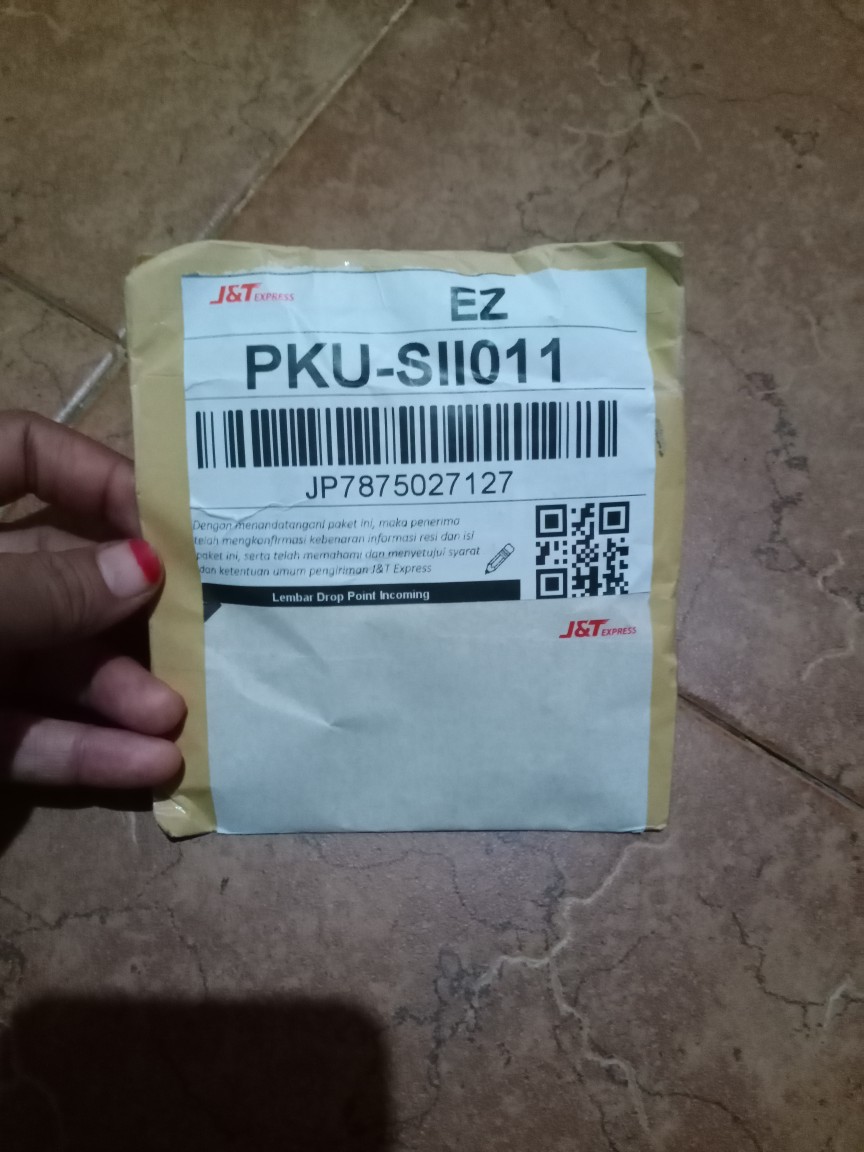 J&T EXPRESS EZ
PKU-SII011
JP7875027127
Dengan menandatangani paket ini, maka penerima
telah mengkonfirmasi kebenaran informasi resi dan isi
paket ini, serta telah memahami dan menyetujui syarat
dan ketentuan umum pengiriman J&T Express
Lembar Drop Point Incoming
J&T EXPRESS